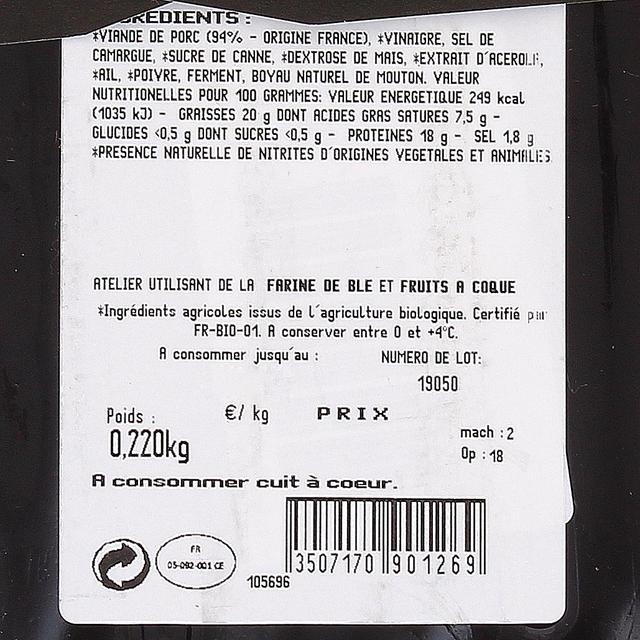 INGREDIENTS :
*VIANDE DE PORC (94% - ORIGINE FRANCE), *VINAIGRE, SEL DE
CAMARGUE, *SUCRE DE CANNE, *DEXTROSE DE MAIS, *EXTRAIT D'ACEROLE,
*AIL, *POIVRE, FERMENT, BOYAU NATUREL DE MOUTON. VALEUR
NUTRITIONELLES POUR 100 GRAMMES: VALEUR ENERGETIQUE 249 kcal
(1035 kJ) - GRAISSES 20 g DONT ACIDES GRAS SATURES 7,5 g -
GLUCIDES <0,5 g DONT SUCRES <0,5 g - PROTEINES 18 g - SEL 1,8 g
*PRESENCE NATURELLE DE NITRITES D'ORIGINES VEGETALES ET ANIMALES
ATELIER UTILISANT DE LA FARINE DE BLE ET FRUITS A COQUE
*Ingrédients agricoles issus de l'agriculture biologique. Certifié par
FR-BIO-01. A conserver entre 0 et +4°C.
A consommer jusqu'au : NUMERO DE LOT:
19050
Poids : €/ kg PRIX
0,220kg
mach : 2
Op : 18
A consommer cuit à coeur.
FR
05-092-001 CE
105696
3507170 901269